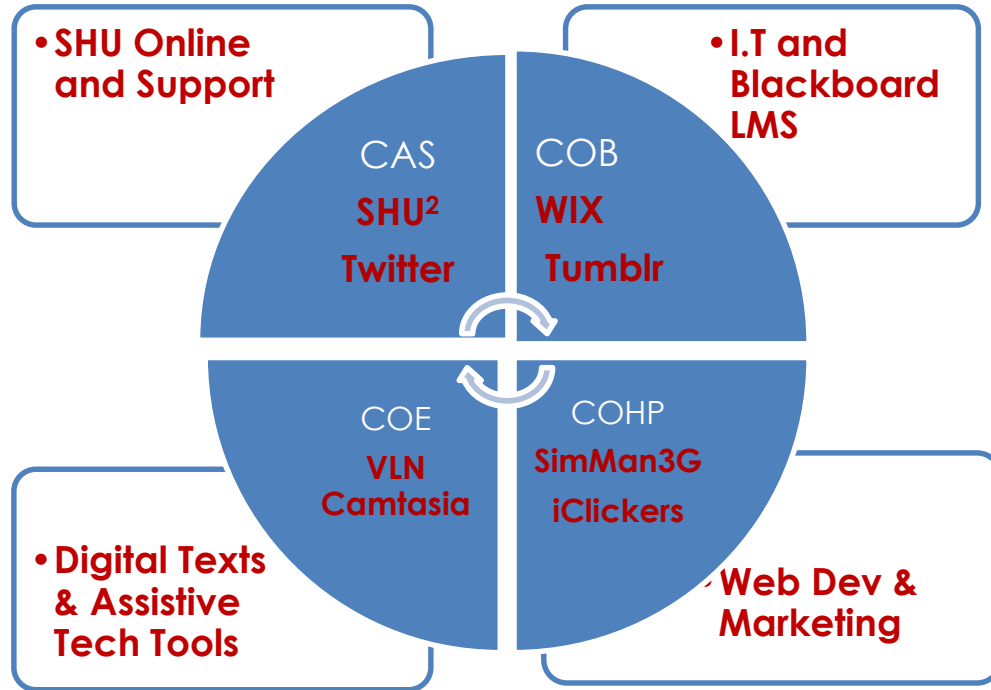 •SHU Online
and Support
•I.T and
Blackboard
LMS
CAS
SHU²
Twitter
COB
WIX
Tumblr
COE
VLN
Camtasia
COHP
SimMan3G
iClickers
•Digital Texts
& Assistive
Tech Tools
•Web Dev &
Marketing